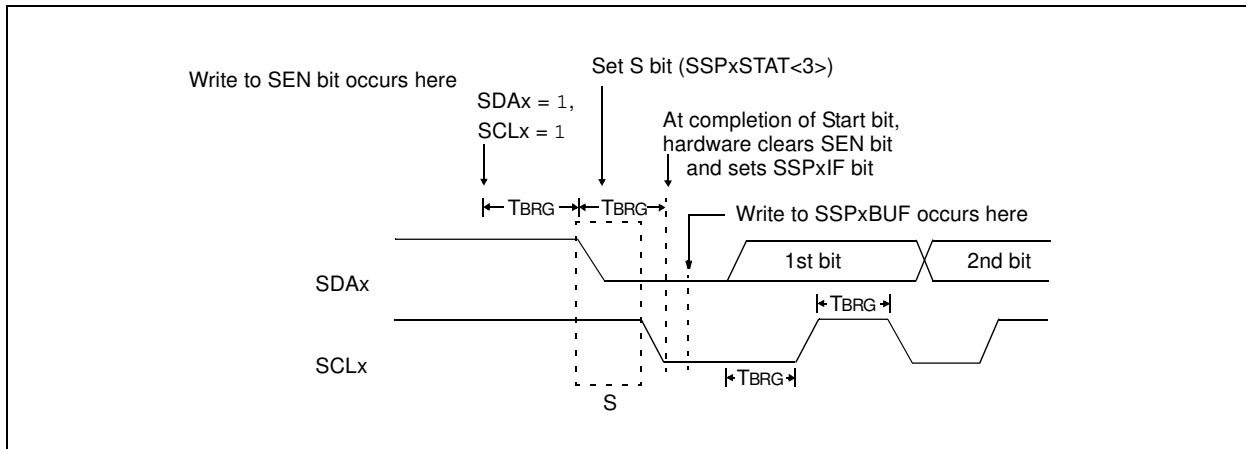 Write to SEN bit occurs here
Set S bit (SSPxSTAT<3>)
SDAx = 1,
SCLx = 1
At completion of Start bit,
hardware clears SEN bit
and sets SSPxIF bit
TBRG
TBRG
Write to SSPxBUF occurs here
SDAx
1st bit
2nd bit
TBRG
SCLx
TBRG
S